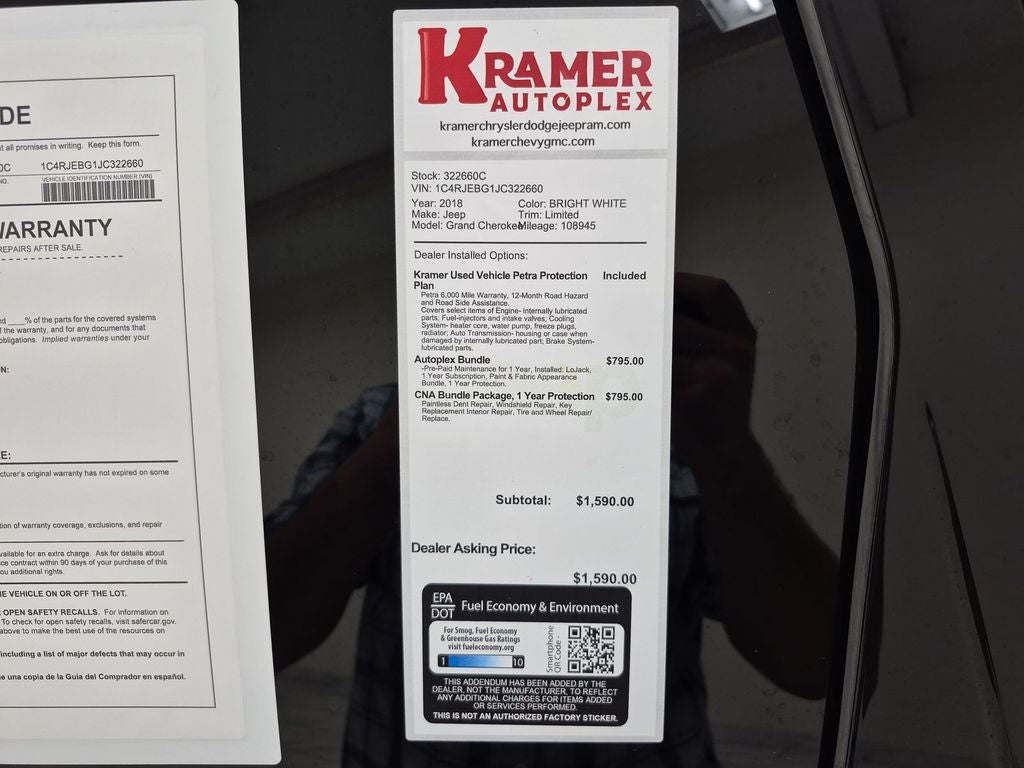 DE
t all promises in writing. Keep this form.
0C 1C4RJEBG1JC322660
NO. VEHICLE IDENTIFICATION NUMBER (VIN)
WARRANTY
REPAIRS AFTER SALE.
nd ____% of the parts for the covered systems
f the warranty, and for any documents that
obligations. Implied warranties under your
ON:
E:
cturer's original warranty has not expired on some
tion of warranty coverage, exclusions, and repair
vailable for an extra charge. Ask for details about
ce contract within 90 days of your purchase of this
ou additional rights.
HE VEHICLE ON OR OFF THE LOT.
OPEN SAFETY RECALLS. For information on
To check for open safety recalls, visit safercar.gov.
above to make the best use of the resources on
including a list of major defects that may occur in
e una copia de la Guia del Comprador en español.
KRAMER
AUTOPLEX
kramerchryslerdodgejeepram.com
kramerchevygmc.com
Stock: 322660C
VIN: 1C4RJEBG1JC322660
Year: 2018 Color: BRIGHT WHITE
Make: Jeep Trim: Limited
Model: Grand Cherokee Mileage: 108945
Dealer Installed Options:
Kramer Used Vehicle Petra Protection Included
Plan
Petra 6,000 Mile Warranty, 12-Month Road Hazard
and Road Side Assistance.
Covers select items of Engine- internally lubricated
parts; Fuel-injectors and intake valves; Cooling
System- heater core, water pump, freeze plugs,
radiator; Auto Transmission- housing or case when
damaged by internally lubricated part; Brake System-
lubricated parts.
Autoplex Bundle $795.00
-Pre-Paid Maintenance for 1 Year, Installed: LoJack,
1 Year Subscription, Paint & Fabric Appearance
Bundle, 1 Year Protection.
CNA Bundle Package, 1 Year Protection $795.00
Paintless Dent Repair, Windshield Repair, Key
Replacement Interior Repair, Tire and Wheel Repair/
Replace.
Subtotal: $1,590.00
Dealer Asking Price:
$1,590.00
EPA
DOT Fuel Economy & Environment
For Smog, Fuel Economy
& Greenhouse Gas Ratings
visit fueleconomy.org
1 10
Smartphone
QR Code
THIS ADDENDUM HAS BEEN ADDED BY THE
DEALER, NOT THE MANUFACTURER, TO REFLECT
ANY ADDITIONAL CHARGES FOR ITEMS ADDED
OR SERVICES PERFORMED.
THIS IS NOT AN AUTHORIZED FACTORY STICKER.